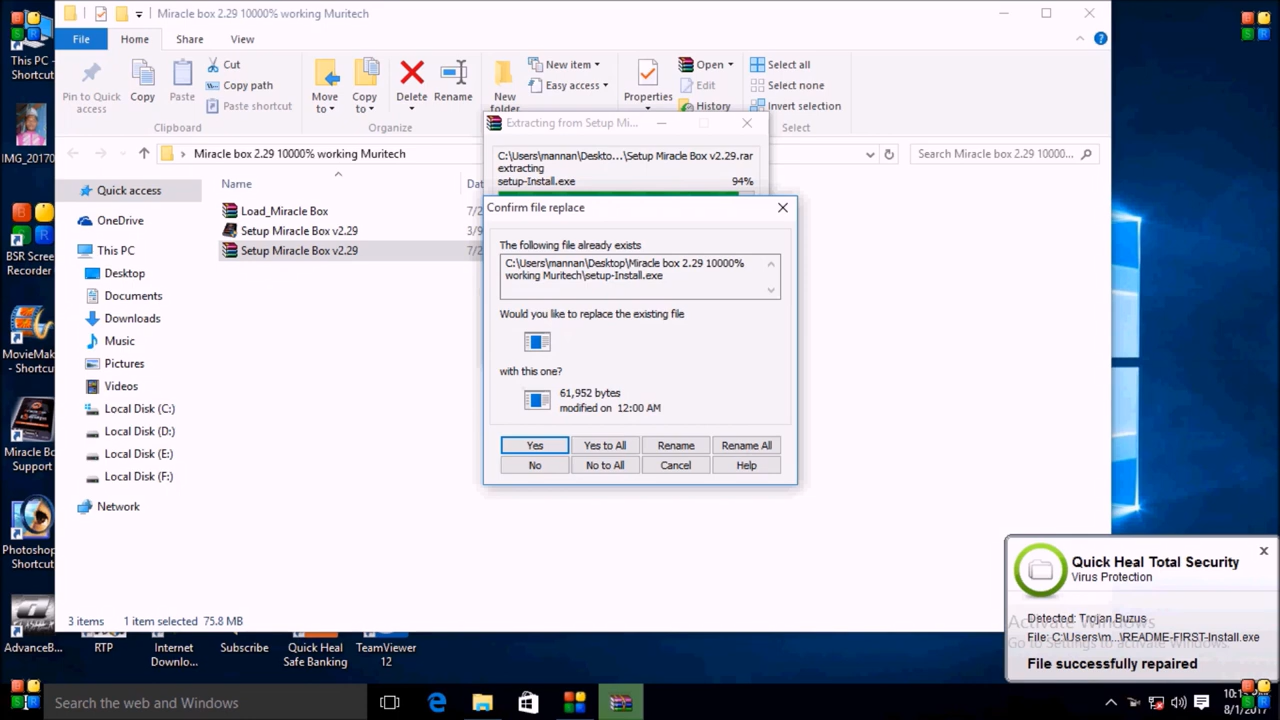 Miracle box 2.29 10000% working Muritech
File
Home
Share
View
Pin to Quick access
Copy
Paste
Cut
Copy path
Paste shortcut
Clipboard
Move to
Copy to
Delete
Rename
Organize
New folder
New item
Easy access
Properties
Open
Edit
History
Select all
Select none
Invert selection
Select
Miracle box 2.29 10000% working Muritech
Search Miracle box 2.29 10000...
Quick access
OneDrive
This PC
Desktop
Documents
Downloads
Music
Pictures
Videos
Local Disk (C:)
Local Disk (D:)
Local Disk (E:)
Local Disk (F:)
Network
Name
Load_Miracle Box
Setup Miracle Box v2.29
Setup Miracle Box v2.29
3 items
1 item selected 75.8 MB
Extracting from Setup Mi...
C:\Users\mannan\Deskto...\Setup Miracle Box v2.29.rar
extracting
setup-Install.exe 94%
Confirm file replace
The following file already exists
C:\Users\mannan\Desktop\Miracle box 2.29 10000%
working Muritech\setup-Install.exe
Would you like to replace the existing file
with this one?
61,952 bytes
modified on 12:00 AM
Yes
Yes to All
Rename
Rename All
No
No to All
Cancel
Help
Quick Heal Total Security
Virus Protection
Detected: Trojan.Buzus
Activate Windows
File: C:\Users\m...\README-FIRST-Install.exe
Go to Settings to activate Windows.
File successfully repaired
This PC -
Shortcut
IMG_20170
BSR Screen
Recorder
MovieMak
- Shortcut
Miracle Bo
Support
Photoshop
Shortcut
AdvanceB...
RTP
Internet
Downlo...
Subscribe
Quick Heal
Safe Banking
TeamViewer
12
Search the web and Windows